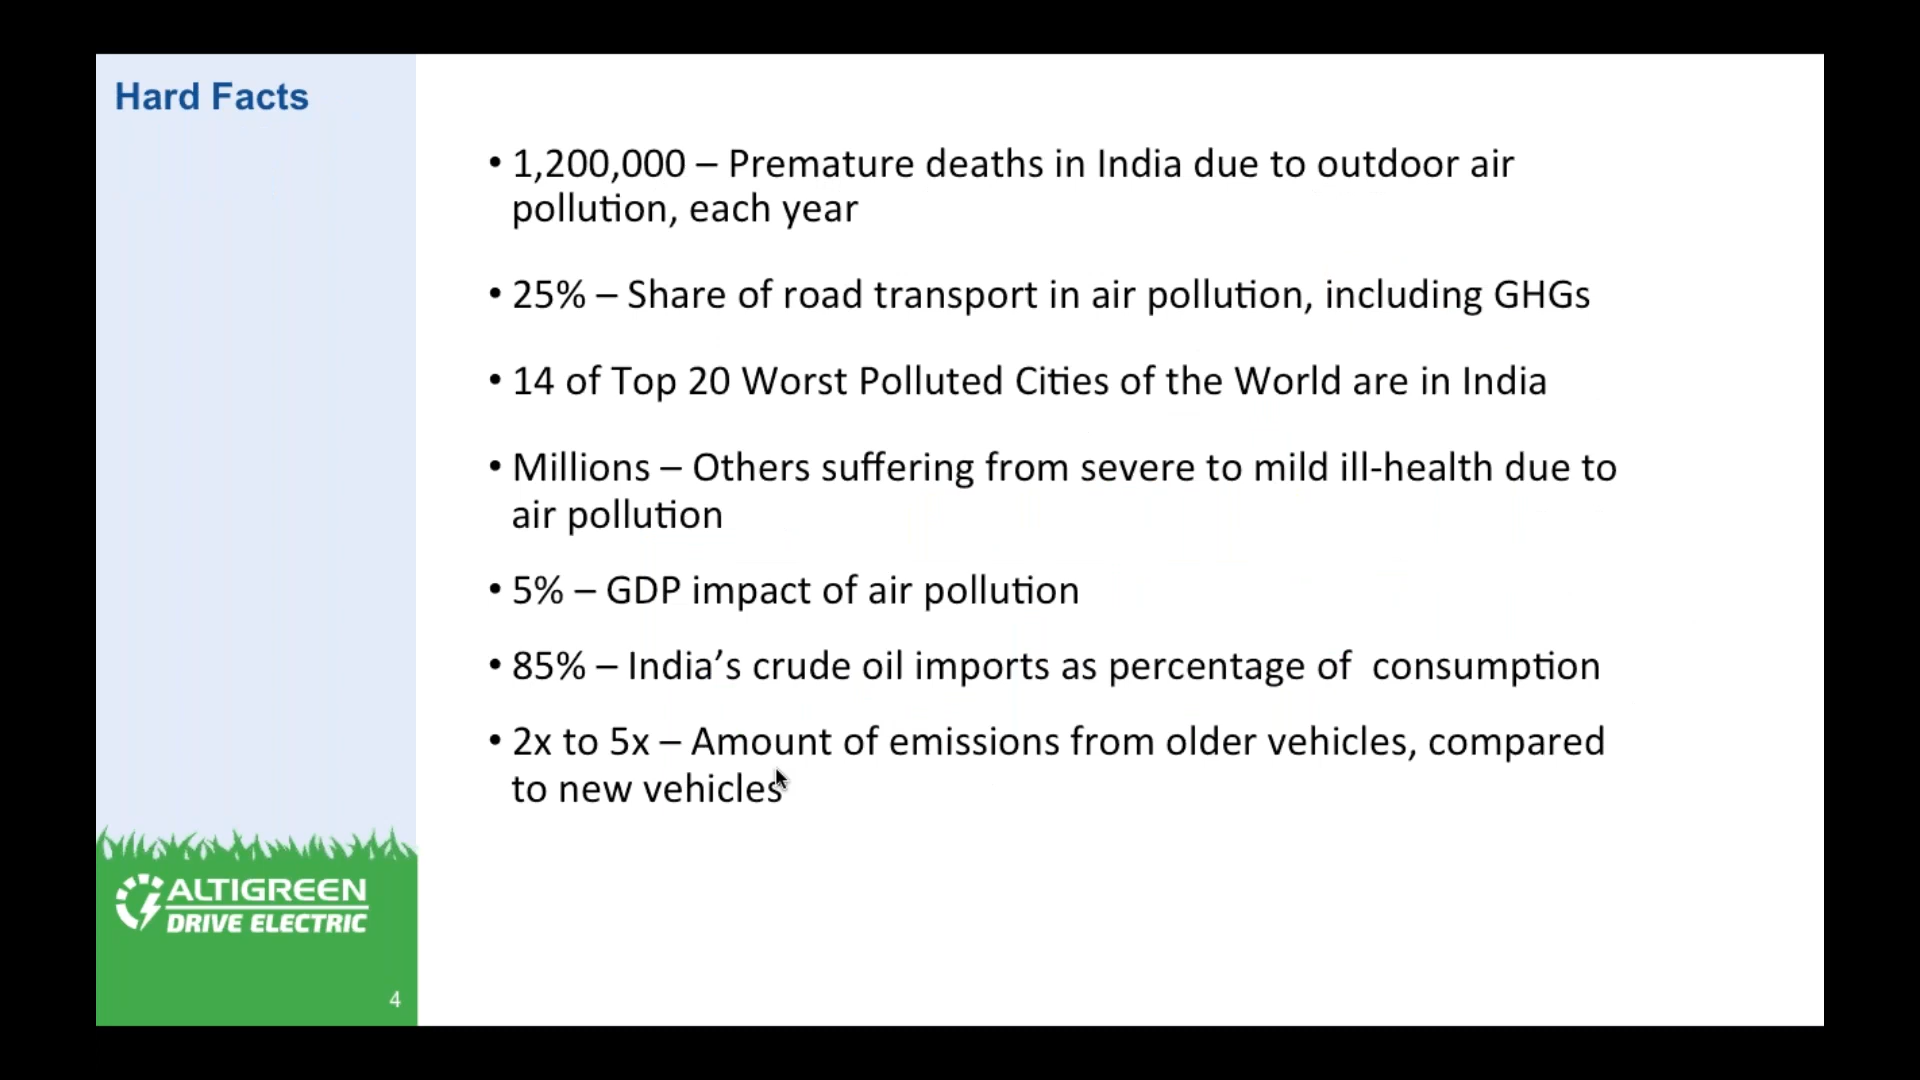 Hard Facts
• 1,200,000 – Premature deaths in India due to outdoor air
pollution, each year
• 25% – Share of road transport in air pollution, including GHGs
• 14 of Top 20 Worst Polluted Cities of the World are in India
• Millions – Others suffering from severe to mild ill-health due to
air pollution
• 5% – GDP impact of air pollution
• 85% – India’s crude oil imports as percentage of  consumption
• 2x to 5x – Amount of emissions from older vehicles, compared
to new vehicles
ALTIGREEN
DRIVE ELECTRIC
4